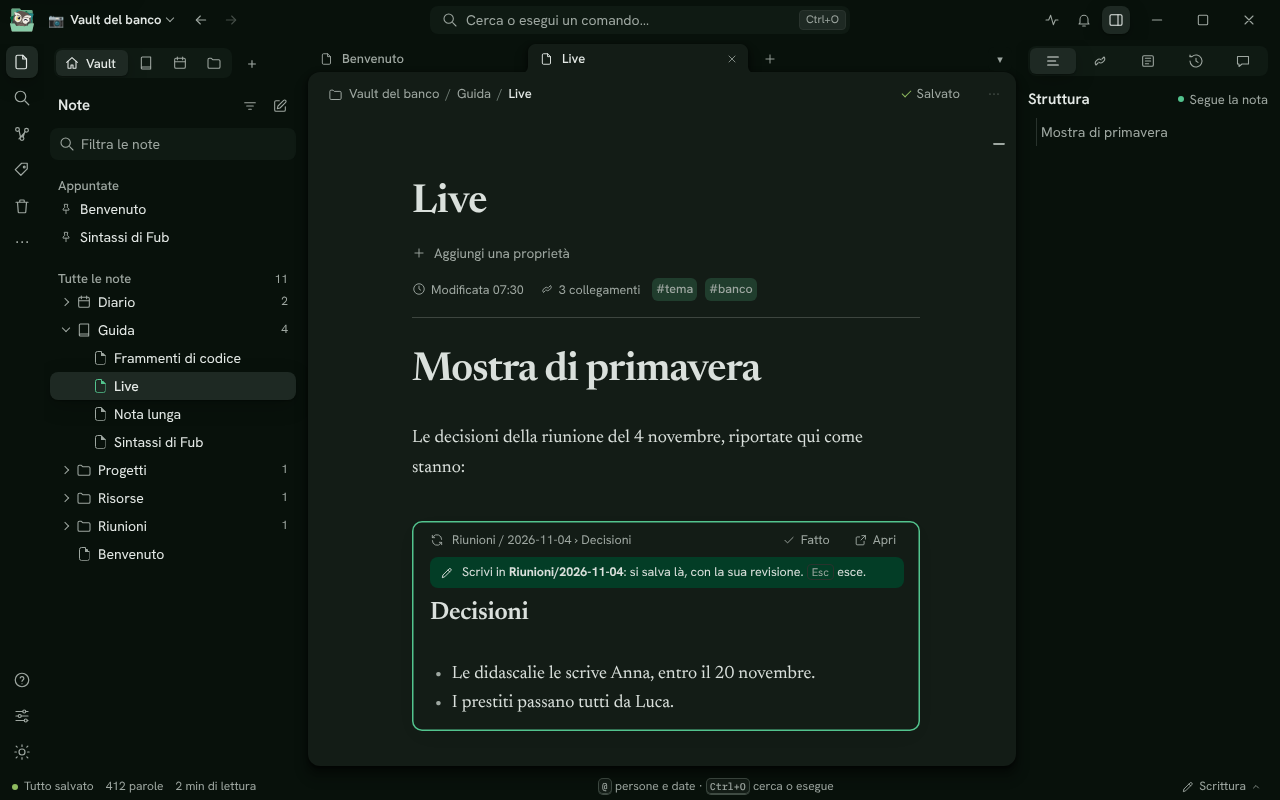 Vault del banco
Cerca o esegui un comando...
Ctrl+O
Vault
Benvenuto
Live
Note
Vault del banco / Guida / Live
Salvato
Struttura
Segue la nota
Filtra le note
Mostra di primavera
Appuntate
Benvenuto
Sintassi di Fub
Tutte le note 11
Diario 2
Guida 4
Frammenti di codice
Live
Nota lunga
Sintassi di Fub
Progetti 1
Risorse 1
Riunioni 1
Benvenuto
Live
Aggiungi una proprietà
Modificata 07:30 3 collegamenti #tema #banco
Mostra di primavera
Le decisioni della riunione del 4 novembre, riportate qui come
stanno:
Riunioni / 2026-11-04 › Decisioni Fatto Apri
Scrivi in Riunioni/2026-11-04: si salva là, con la sua revisione. Esc esce.
Decisioni
• Le didascalie le scrive Anna, entro il 20 novembre.
• I prestiti passano tutti da Luca.
Tutto salvato 412 parole 2 min di lettura
@ persone e date · Ctrl+O cerca o esegue
Scrittura